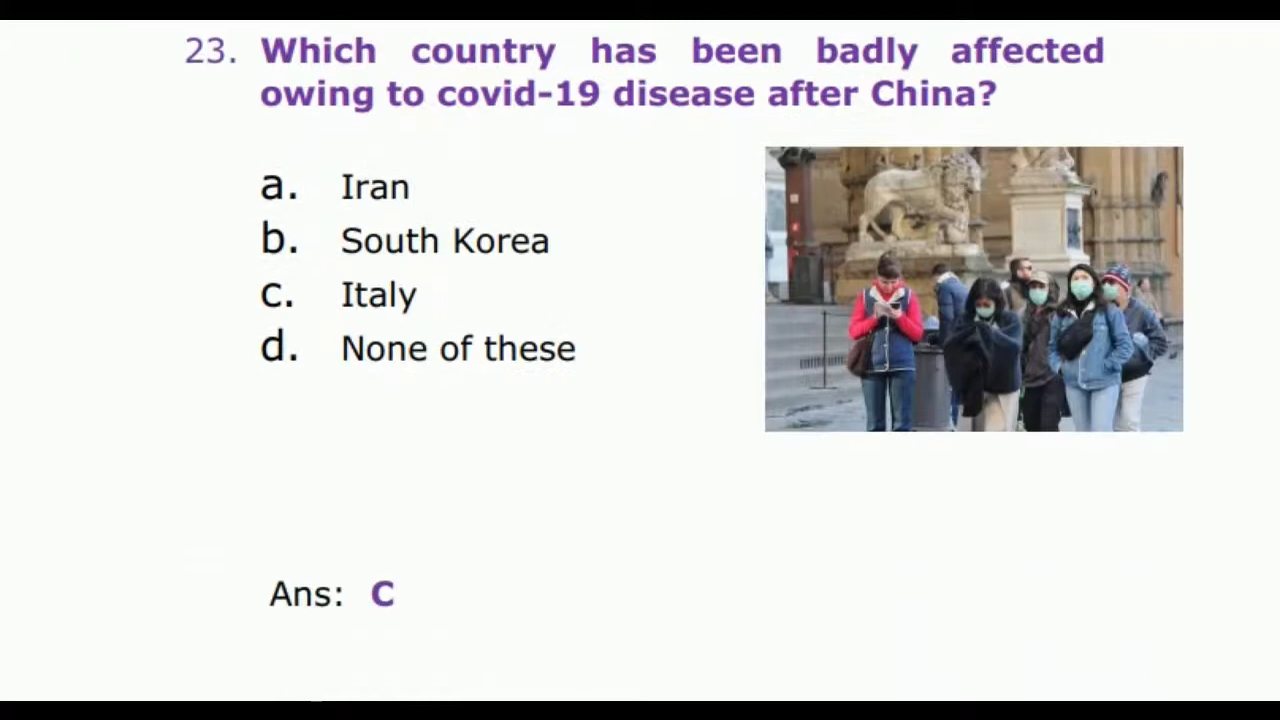 23. Which country has been badly affected
owing to covid-19 disease after China?
a. Iran
b. South Korea
c. Italy
d. None of these
Ans: C